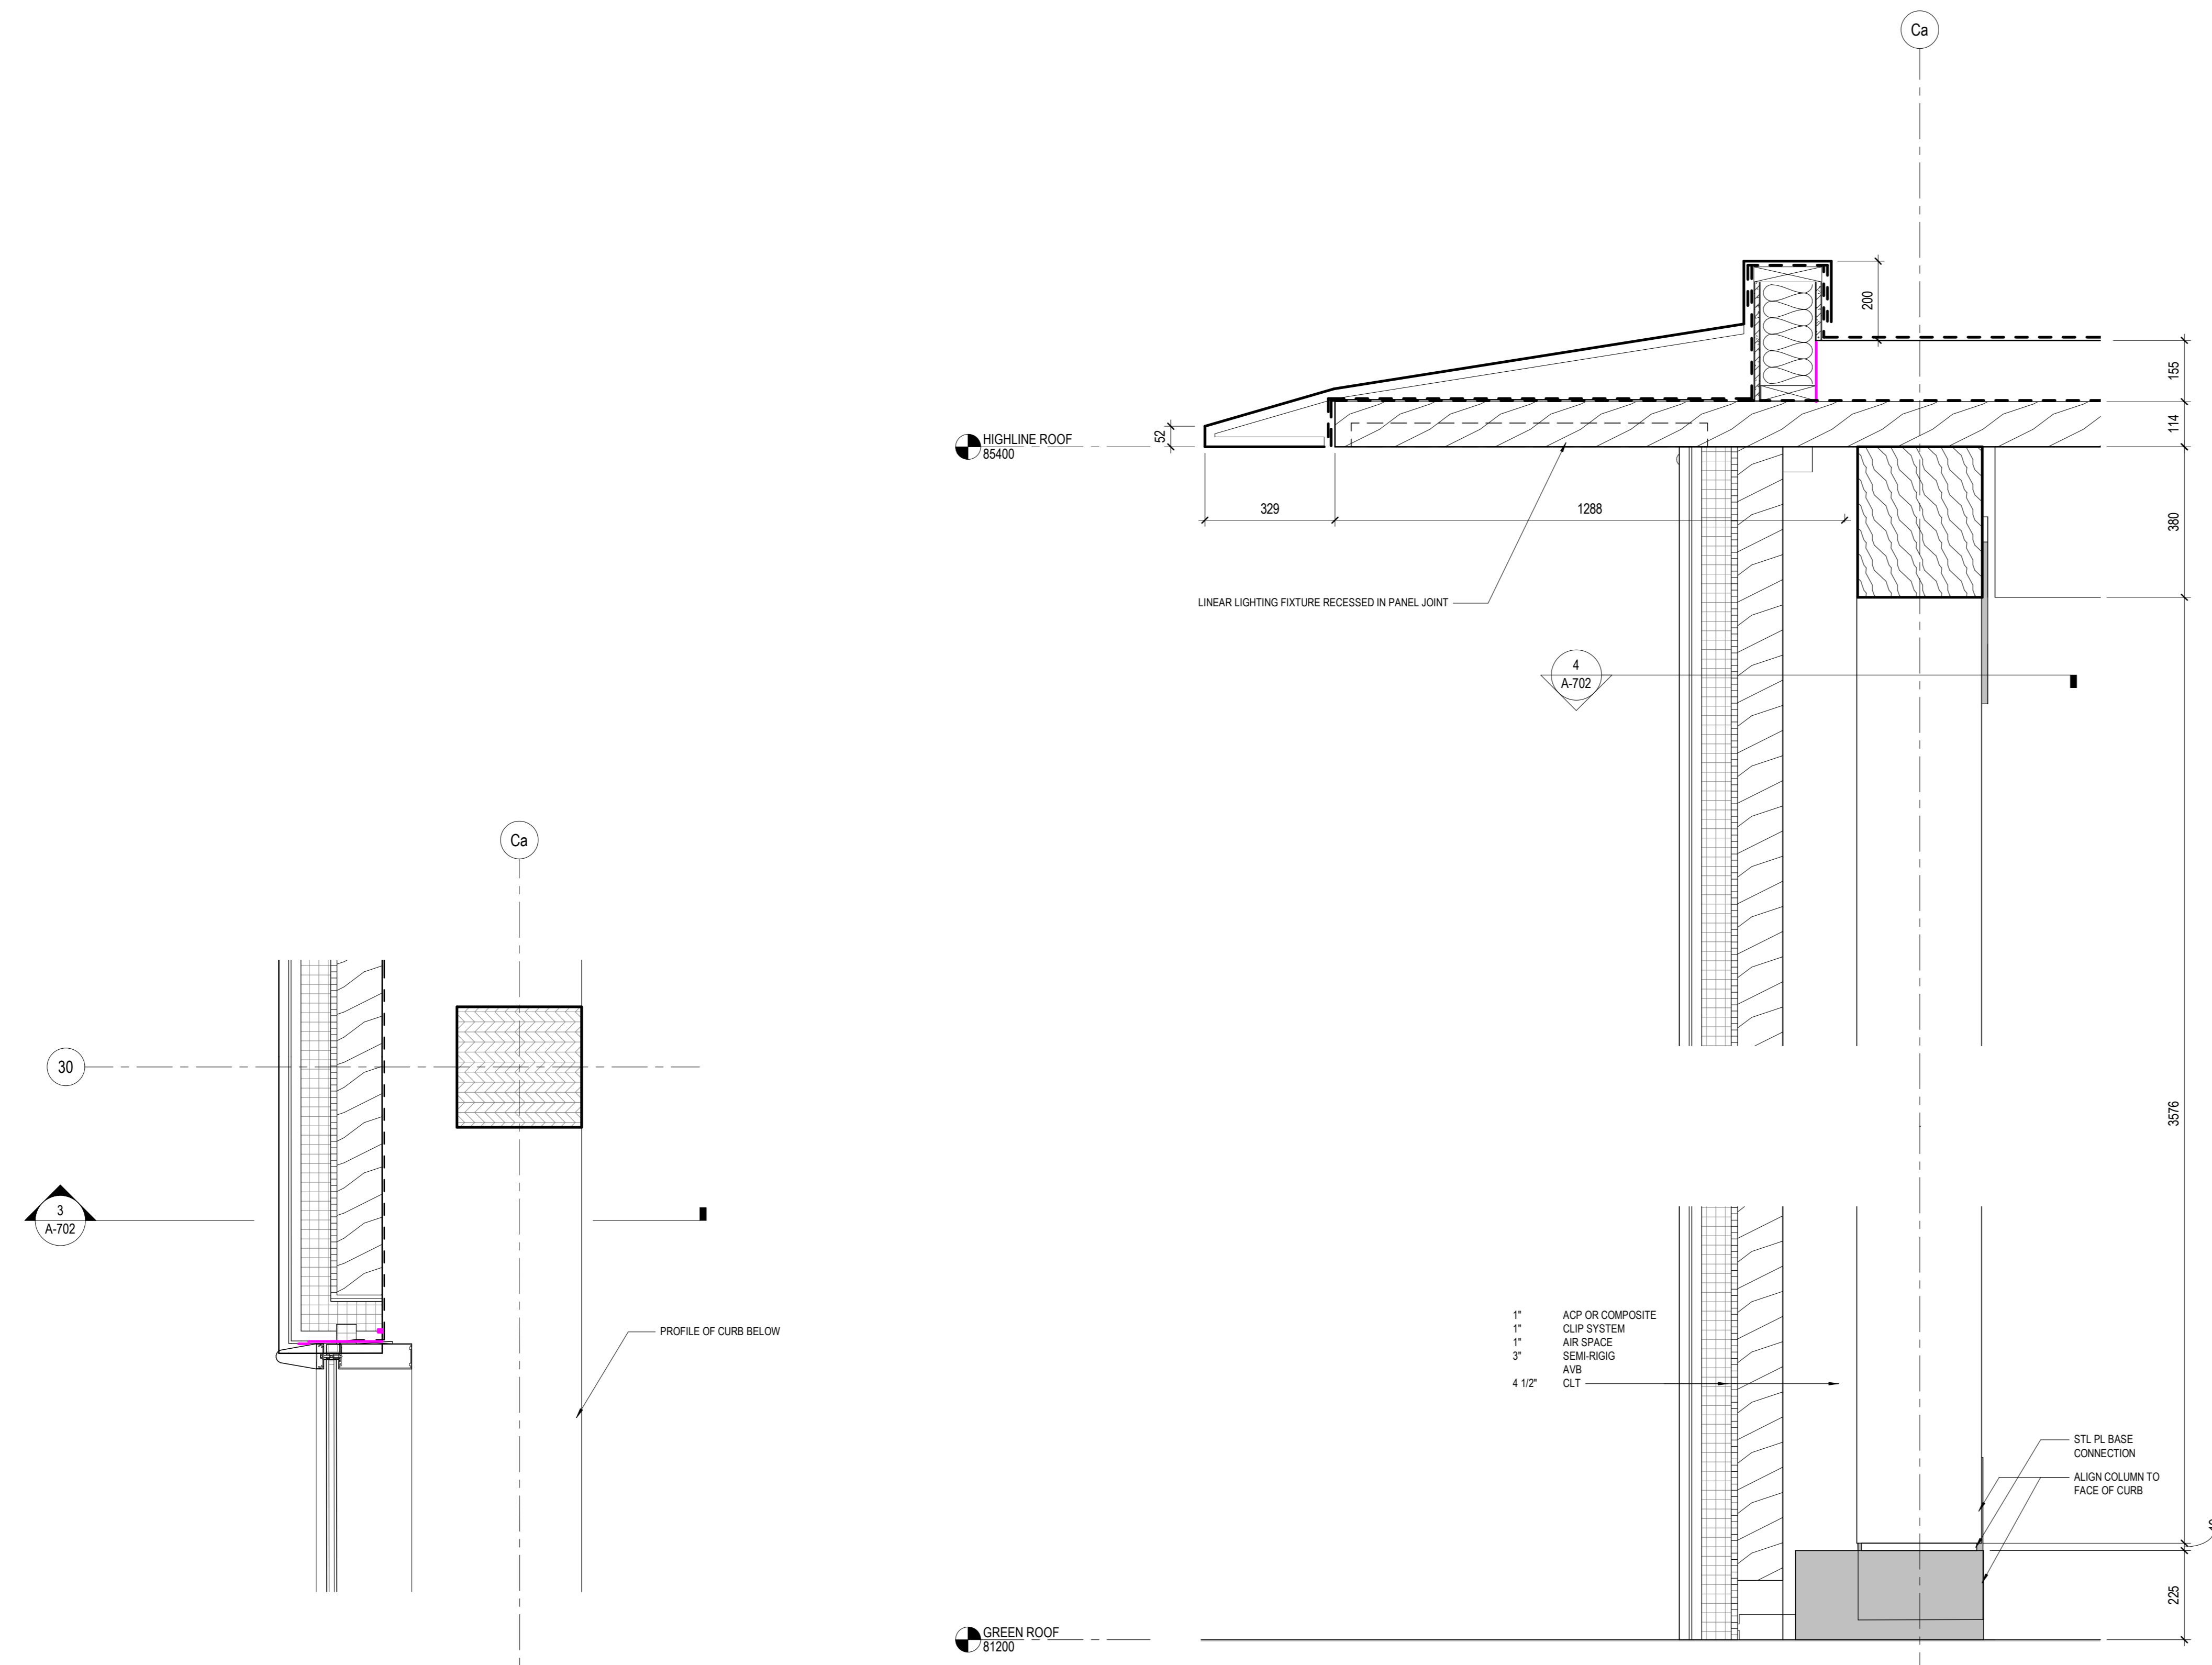 Ca
200
155
114
HIGHLINE ROOF
85400
52
329
1288
380
LINEAR LIGHTING FIXTURE RECESSED IN PANEL JOINT
4
A-702
Ca
30
3576
3
A-702
PROFILE OF CURB BELOW
1" ACP OR COMPOSITE
1" CLIP SYSTEM
1" AIR SPACE
3" SEMI-RIGIG
AVB
4 1/2" CLT
STL PL BASE
CONNECTION
ALIGN COLUMN TO
FACE OF CURB
225
GREEN ROOF
81200